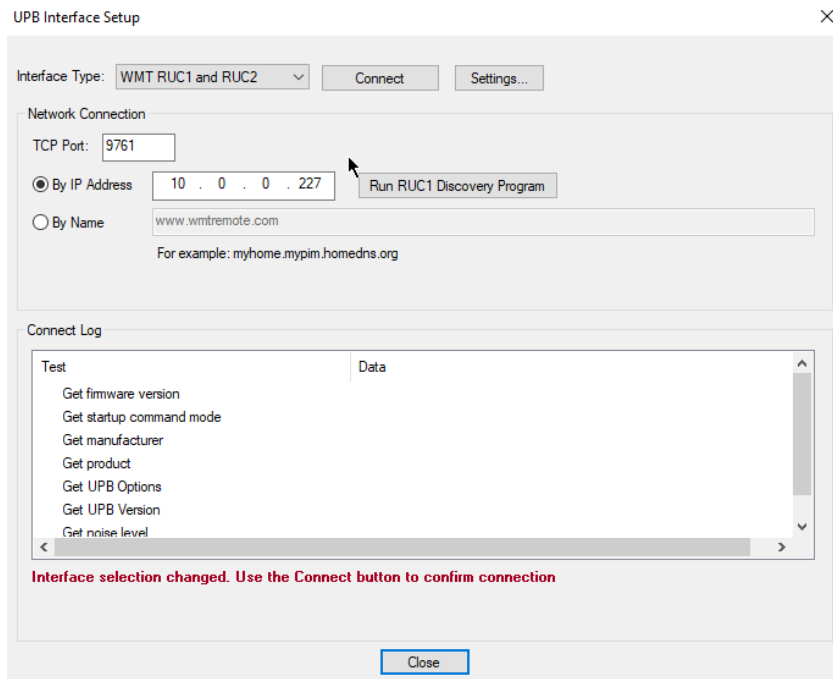 UPB Interface Setup
Interface Type: WMT RUC1 and RUC2 Connect Settings...
Network Connection
TCP Port: 9761
By IP Address 10 . 0 . 0 . 227 Run RUC1 Discovery Program
By Name www.wmtremote.com
For example: myhome.mypim.homedns.org
Connect Log
Test Data
Get firmware version
Get startup command mode
Get manufacturer
Get product
Get UPB Options
Get UPB Version
Get noise level
Interface selection changed. Use the Connect button to confirm connection
Close